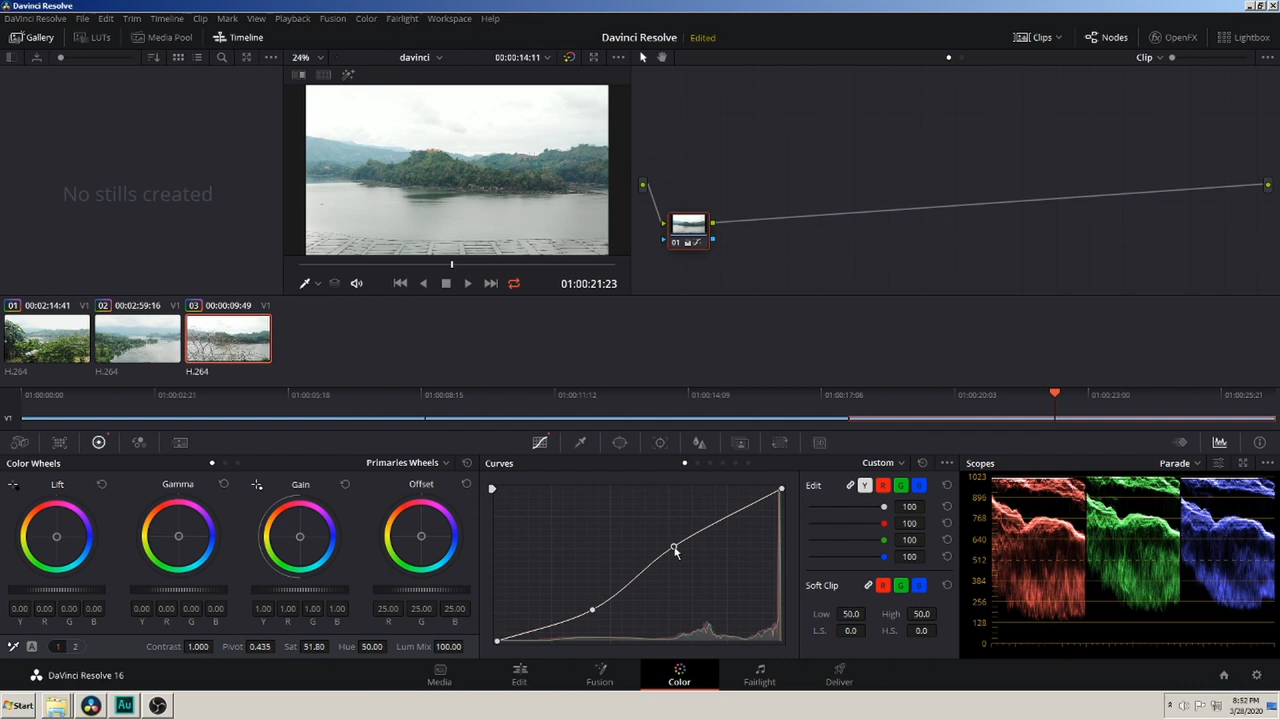 Davinci Resolve
DaVinci Resolve File Edit Trim Timeline Clip Mark View Playback Fusion Color Fairlight Workspace Help
Gallery LUTs Media Pool Timeline Davinci Resolve Edited Clips Nodes OpenFX Lightbox
24% davinci 00:00:14:11 Clip
No stills created
01
01:00:21:23
01 00:02:14:41 V1 02 00:02:59:16 V1 03 00:00:09:49 V1
H.264 H.264 H.264
01:00:00:00 01:00:02:21 01:00:05:18 01:00:08:15 01:00:11:12 01:00:14:09 01:00:17:06 01:00:20:03 01:00:23:00 01:00:25:21
V1
Color Wheels Primaries Wheels Curves Custom Scopes Parade
Lift Gamma Gain Offset Edit Y R G B
100
100
100
100
Soft Clip R G B
Low 50.0 High 50.0
L.S. 0.0 H.S. 0.0
1023
896
768
640
512
384
256
128
0
0.00 0.00 0.00 0.00 0.00 0.00 0.00 0.00 1.00 1.00 1.00 1.00 25.00 25.00 25.00
Y R G B Y R G B Y R G B R G B
A 1 2 Contrast 1.000 Pivot 0.435 Sat 51.80 Hue 50.00 Lum Mix 100.00
DaVinci Resolve 16 Media Edit Fusion Color Fairlight Deliver
Start Au 8:52 PM
3/28/2020